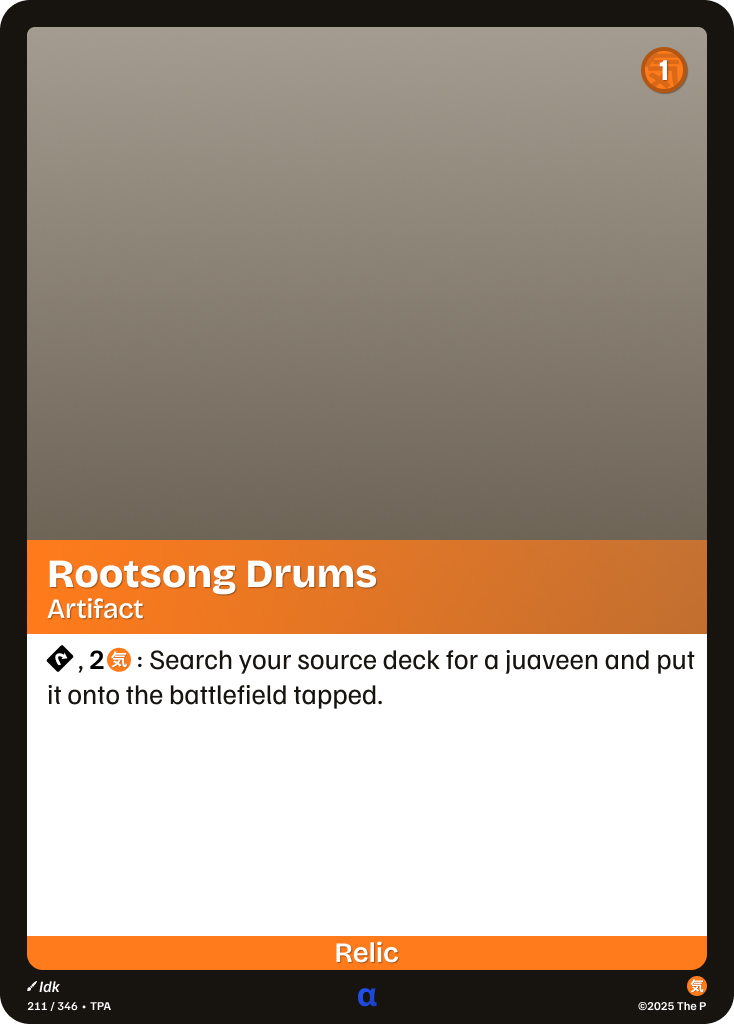 1
Rootsong Drums
Artifact
, 2 気 : Search your source deck for a juaveen and put
it onto the battlefield tapped.
Relic
Idk
211 / 346 • TPA
α
気
©2025 The P